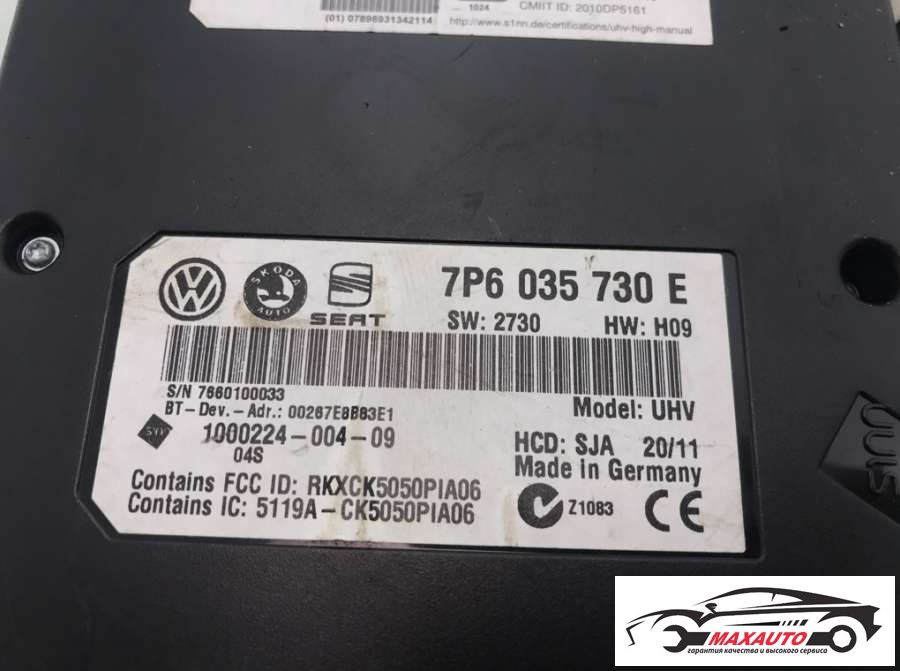 1024
CMIIT ID: 2010DP5161
(01) 07898931342114
http://www.s1nn.de/certifications/uhv-high-manual
ŠKODA
AUTO
SEAT
7P6 035 730 E
SW: 2730 HW: H09
S/N 7660100033
BT-Dev.-Adr.: 00267E8B83E1
Model: UHV
1000224-004-09
04S
HCD: SJA 20/11
Made in Germany
Contains FCC ID: RKXCK5050PIA06
Contains IC: 5119A-CK5050PIA06
Z1083
CE
MAXAUTO
гарантия качества и высокого сервиса